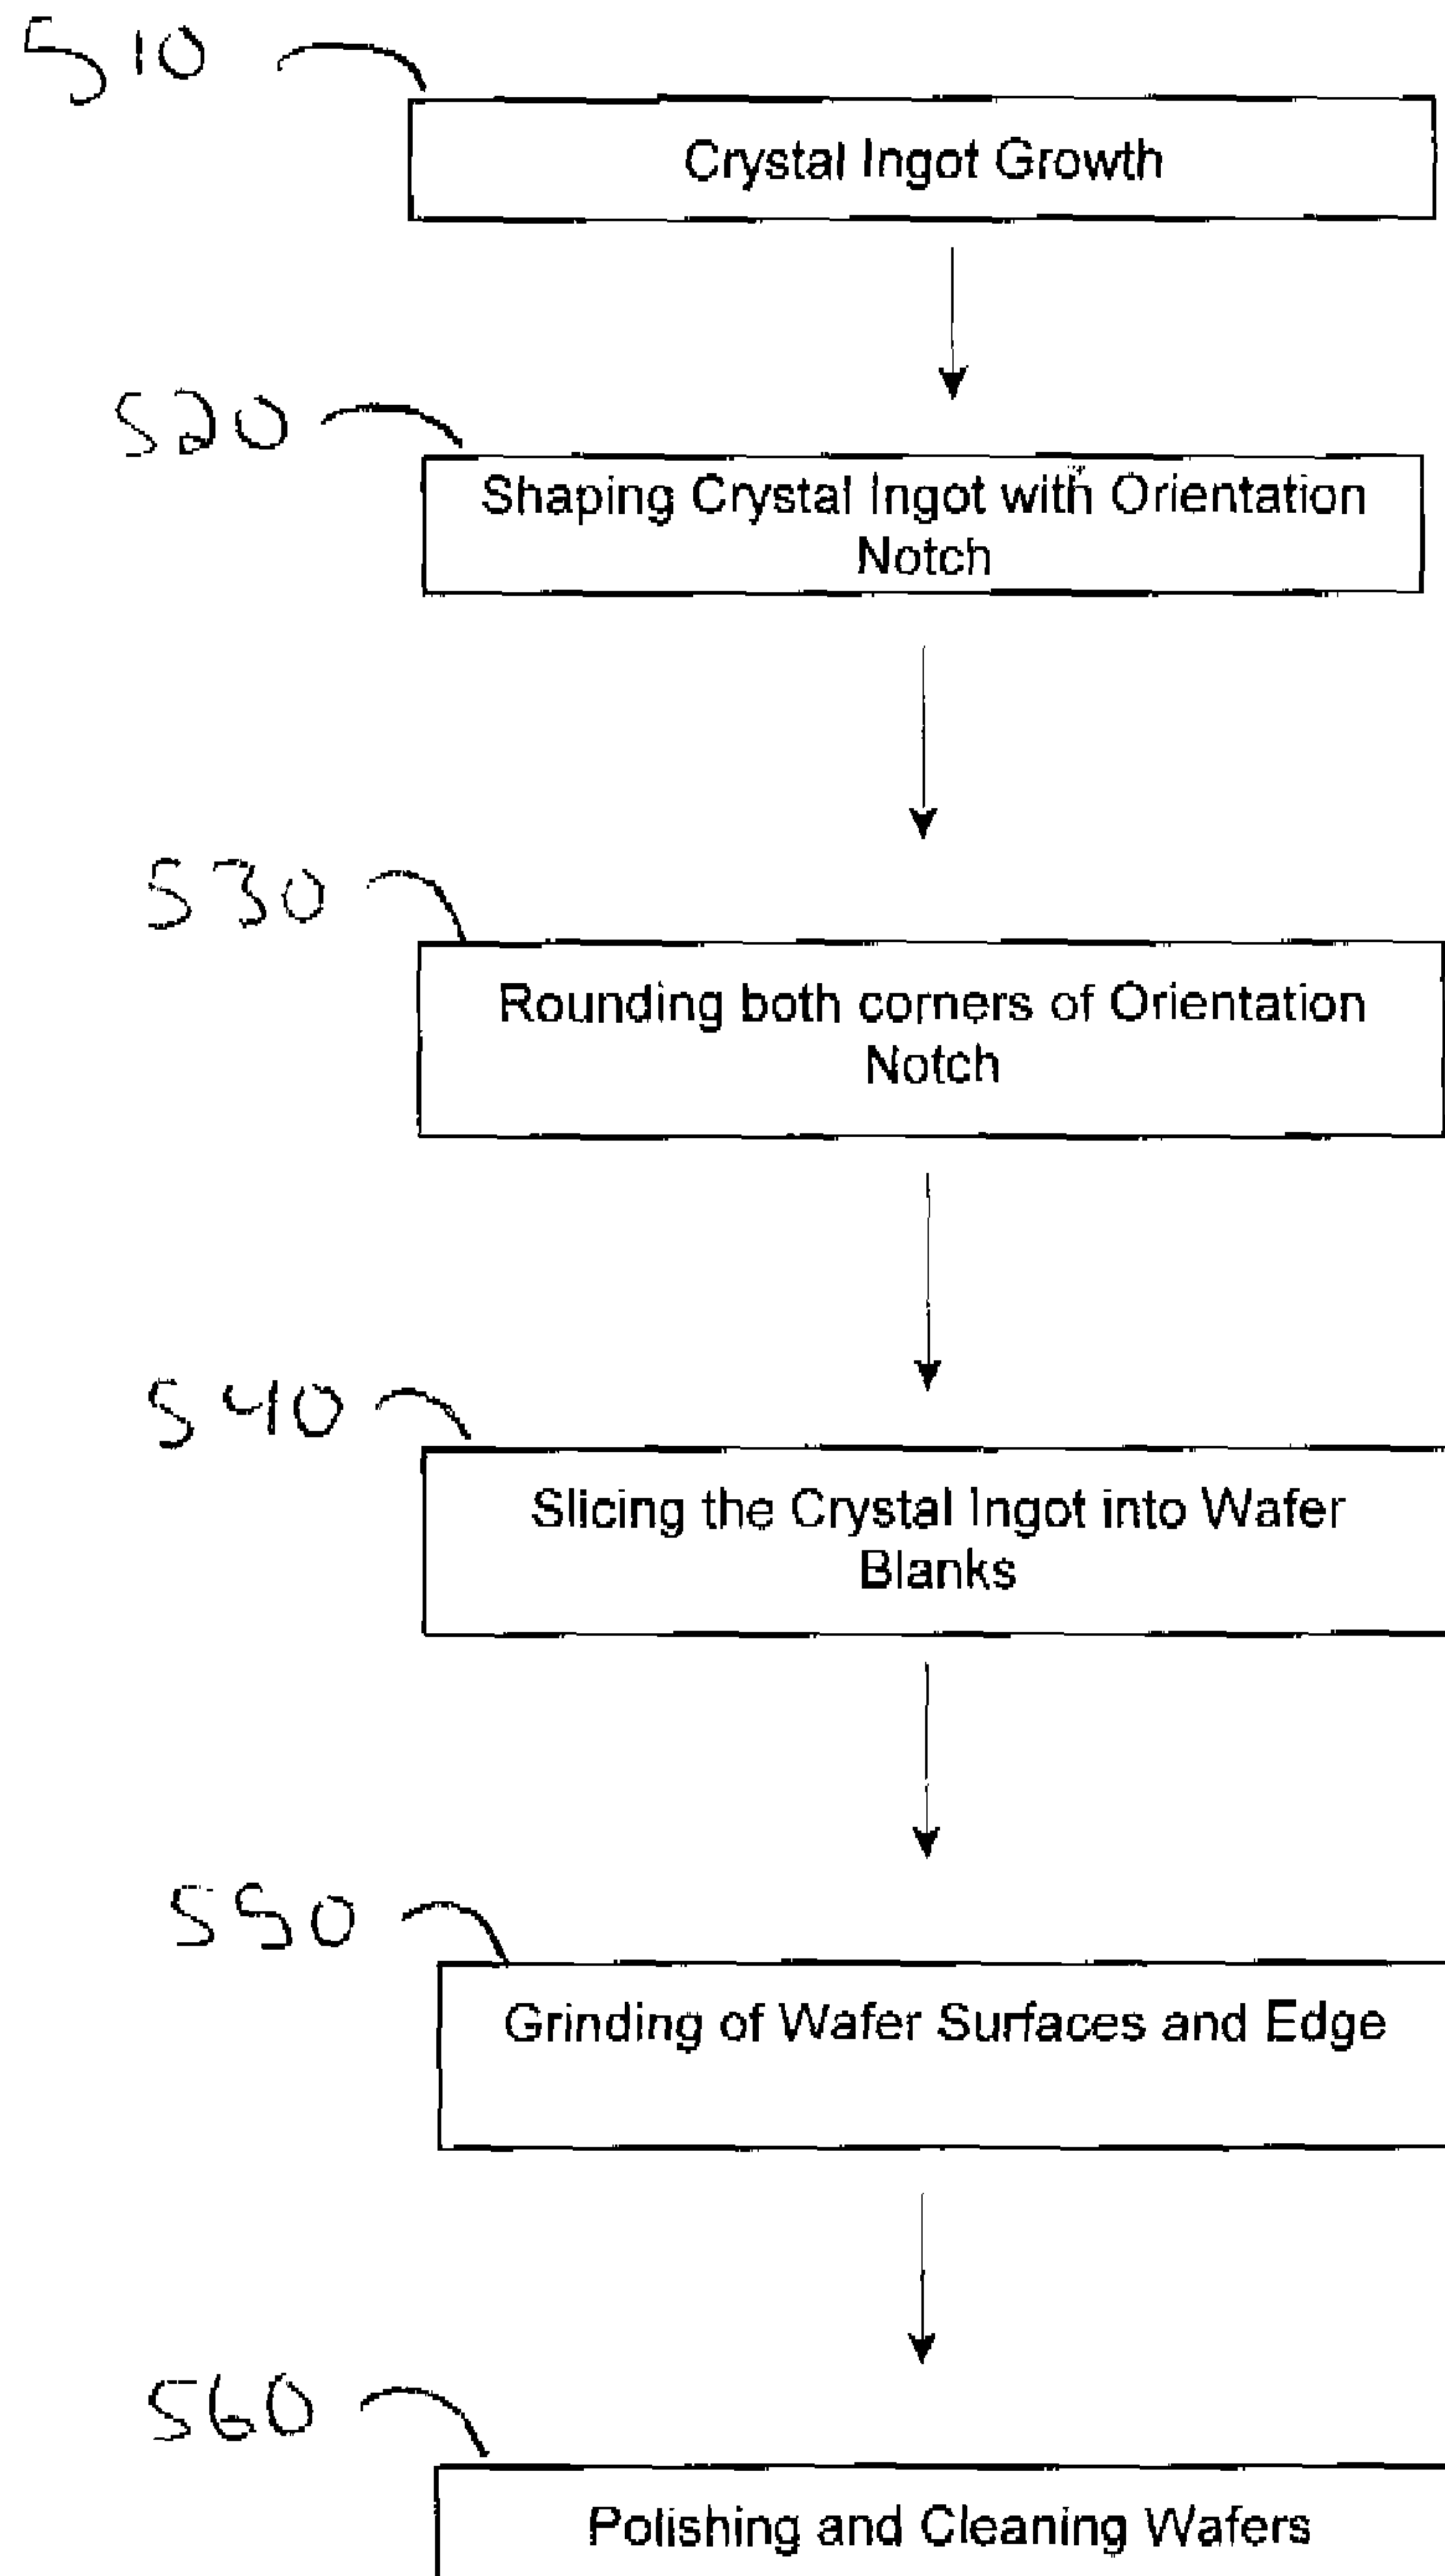 510
Crystal Ingot Growth
520
Shaping Crystal Ingot with Orientation
Notch
530
Rounding both corners of Orientation
Notch
540
Slicing the Crystal Ingot into Wafer
Blanks
550
Grinding of Wafer Surfaces and Edge
560
Polishing and Cleaning Wafers